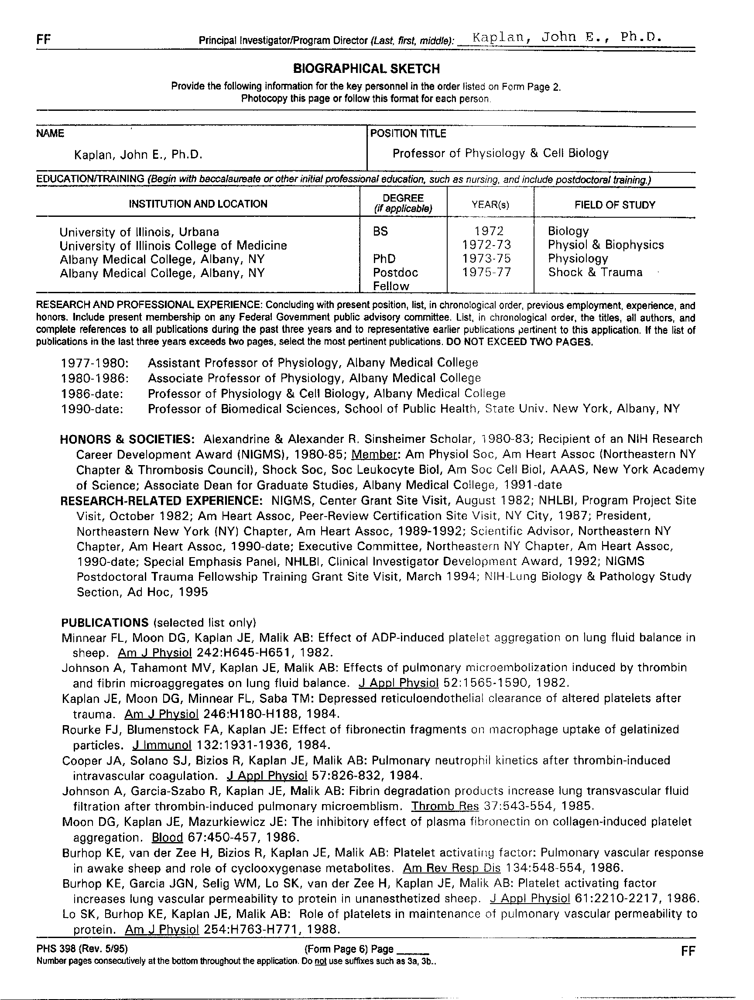 FF Principal Investigator/Program Director (Last, first, middle): Kaplan, John E., Ph.D.
BIOGRAPHICAL SKETCH
Provide the following information for the key personnel in the order listed on Form Page 2.
Photocopy this page or follow this format for each person.
NAME POSITION TITLE
Kaplan, John E., Ph.D. Professor of Physiology & Cell Biology
EDUCATION/TRAINING (Begin with baccalaureate or other initial professional education, such as nursing, and include postdoctoral training.)
INSTITUTION AND LOCATION DEGREE (if applicable) YEAR(s) FIELD OF STUDY
University of Illinois, Urbana BS 1972 Biology
University of Illinois College of Medicine 1972-73 Physiol & Biophysics
Albany Medical College, Albany, NY PhD 1973-75 Physiology
Albany Medical College, Albany, NY Postdoc 1975-77 Shock & Trauma
Fellow
RESEARCH AND PROFESSIONAL EXPERIENCE: Concluding with present position, list, in chronological order, previous employment, experience, and
honors. Include present membership on any Federal Government public advisory committee. List, in chronological order, the titles, all authors, and
complete references to all publications during the past three years and to representative earlier publications pertinent to this application. If the list of
publications in the last three years exceeds two pages, select the most pertinent publications. DO NOT EXCEED TWO PAGES.
1977-1980: Assistant Professor of Physiology, Albany Medical College
1980-1986: Associate Professor of Physiology, Albany Medical College
1986-date: Professor of Physiology & Cell Biology, Albany Medical College
1990-date: Professor of Biomedical Sciences, School of Public Health, State Univ. New York, Albany, NY
HONORS & SOCIETIES: Alexandrine & Alexander R. Sinsheimer Scholar, 1980-83; Recipient of an NIH Research
Career Development Award (NIGMS), 1980-85; Member: Am Physiol Soc, Am Heart Assoc (Northeastern NY
Chapter & Thrombosis Council), Shock Soc, Soc Leukocyte Biol, Am Soc Cell Biol, AAAS, New York Academy
of Science; Associate Dean for Graduate Studies, Albany Medical College, 1991-date
RESEARCH-RELATED EXPERIENCE: NIGMS, Center Grant Site Visit, August 1982; NHLBI, Program Project Site
Visit, October 1982; Am Heart Assoc, Peer-Review Certification Site Visit, NY City, 1987; President,
Northeastern New York (NY) Chapter, Am Heart Assoc, 1989-1992; Scientific Advisor, Northeastern NY
Chapter, Am Heart Assoc, 1990-date; Executive Committee, Northeastern NY Chapter, Am Heart Assoc,
1990-date; Special Emphasis Panel, NHLBI, Clinical Investigator Development Award, 1992; NIGMS
Postdoctoral Trauma Fellowship Training Grant Site Visit, March 1994; NIH-Lung Biology & Pathology Study
Section, Ad Hoc, 1995
PUBLICATIONS (selected list only)
Minnear FL, Moon DG, Kaplan JE, Malik AB: Effect of ADP-induced platelet aggregation on lung fluid balance in
sheep. Am J Physiol 242:H645-H651, 1982.
Johnson A, Tahamont MV, Kaplan JE, Malik AB: Effects of pulmonary microembolization induced by thrombin
and fibrin microaggregates on lung fluid balance. J Appl Physiol 52:1565-1590, 1982.
Kaplan JE, Moon DG, Minnear FL, Saba TM: Depressed reticuloendothelial clearance of altered platelets after
trauma. Am J Physiol 246:H180-H188, 1984.
Rourke FJ, Blumenstock FA, Kaplan JE: Effect of fibronectin fragments on macrophage uptake of gelatinized
particles. J Immunol 132:1931-1936, 1984.
Cooper JA, Solano SJ, Bizios R, Kaplan JE, Malik AB: Pulmonary neutrophil kinetics after thrombin-induced
intravascular coagulation. J Appl Physiol 57:826-832, 1984.
Johnson A, Garcia-Szabo R, Kaplan JE, Malik AB: Fibrin degradation products increase lung transvascular fluid
filtration after thrombin-induced pulmonary microemblism. Thromb Res 37:543-554, 1985.
Moon DG, Kaplan JE, Mazurkiewicz JE: The inhibitory effect of plasma fibronectin on collagen-induced platelet
aggregation. Blood 67:450-457, 1986.
Burhop KE, van der Zee H, Bizios R, Kaplan JE, Malik AB: Platelet activating factor: Pulmonary vascular response
in awake sheep and role of cyclooxygenase metabolites. Am Rev Resp Dis 134:548-554, 1986.
Burhop KE, Garcia JGN, Selig WM, Lo SK, van der Zee H, Kaplan JE, Malik AB: Platelet activating factor
increases lung vascular permeability to protein in unanesthetized sheep. J Appl Physiol 61:2210-2217, 1986.
Lo SK, Burhop KE, Kaplan JE, Malik AB: Role of platelets in maintenance of pulmonary vascular permeability to
protein. Am J Physiol 254:H763-H771, 1988.
PHS 398 (Rev. 5/95) (Form Page 6) Page ______ FF
Number pages consecutively at the bottom throughout the application. Do not use suffixes such as 3a, 3b..